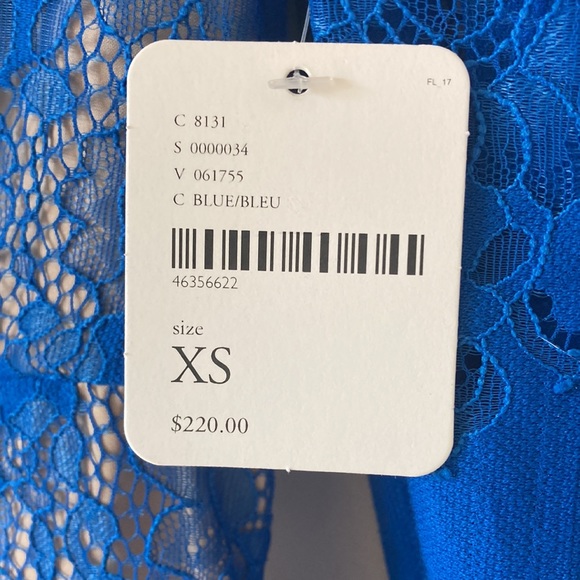 FL 17
C 8131
S 0000034
V 061755
C BLUE/BLEU
46356622
size
XS
$220.00